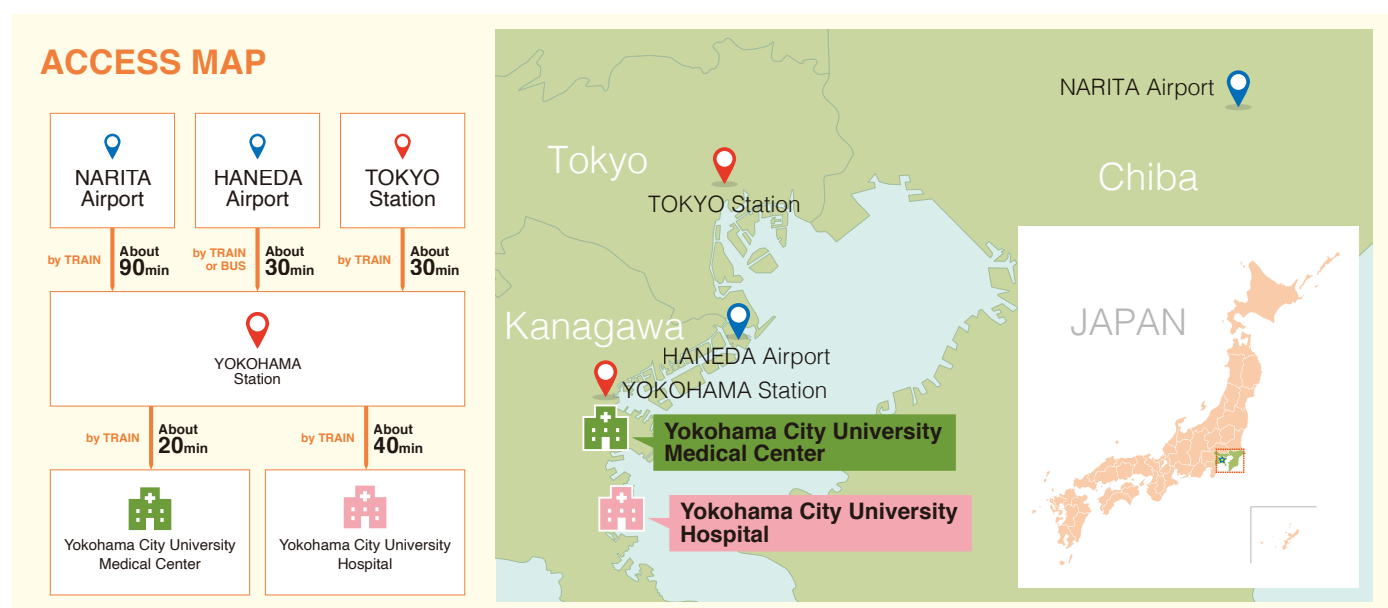 ACCESS MAP
NARITA
Airport
HANEDA
Airport
TOKYO
Station
by TRAIN
About
90min
by TRAIN
or BUS
About
30min
by TRAIN
About
30min
YOKOHAMA
Station
by TRAIN
About
20min
by TRAIN
About
40min
Yokohama City University
Medical Center
Yokohama City University
Hospital
NARITA Airport
Tokyo
Chiba
TOKYO Station
Kanagawa
HANEDA Airport
YOKOHAMA Station
Yokohama City University
Medical Center
Yokohama City University
Hospital
JAPAN